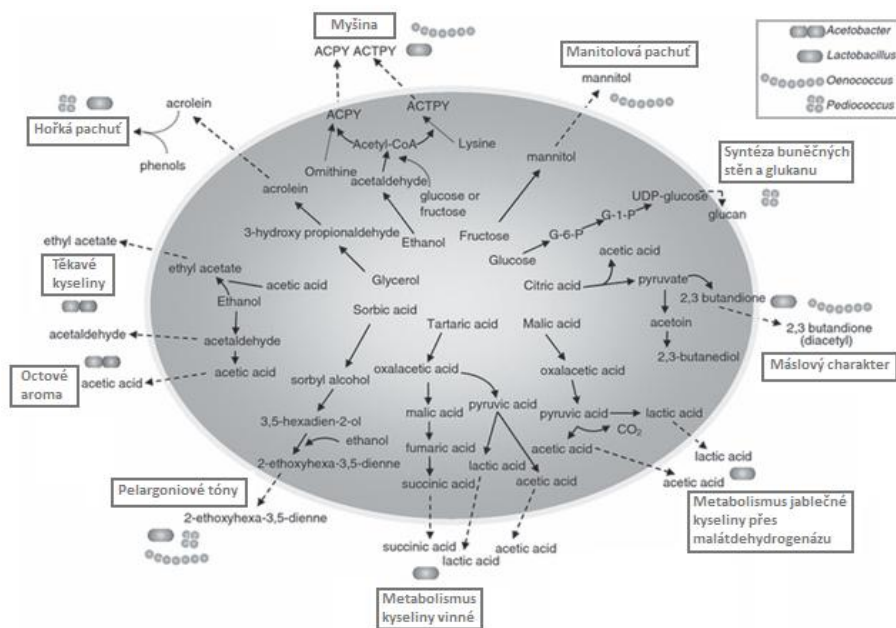 Myšina
ACPY ACTPY
Acetobacter
Lactobacillus
Oenococcus
Pediococcus
Manitolová pachuť
mannitol
acrolein
Hořká pachuť
phenols
ACPY
ACTPY
Acetyl-CoA
Lysine
Ornithine
acetaldehyde
glucose or
fructose
acrolein
mannitol
Syntéza buněčných
stěn a glukanu
UDP-glucose
G-1-P
glucan
G-6-P
3-hydroxy propionaldehyde
Ethanol
Fructose
Glucose
acetic acid
ethyl acetate
Těkavé
kyseliny
ethyl acetate
acetic acid
Ethanol
Glycerol
Citric acid
pyruvate
2,3 butandione
Sorbic acid
Tartaric acid
Malic acid
acetoin
2,3 butandione
(diacetyl)
acetaldehyde
acetaldehyde
2,3-butanediol
Máslový charakter
Octové
aroma
acetic acid
acetic acid
sorbyl alcohol
oxalacetic acid
oxalacetic acid
malic acid
pyruvic acid
pyruvic acid
lactic acid
CO2
3,5-hexadien-2-ol
ethanol
fumaric acid
acetic acid
lactic acid
2-ethoxyhexa-3,5-dienne
lactic acid
succinic acid
acetic acid
acetic acid
Pelargoniové tóny
2-ethoxyhexa-3,5-dienne
Metabolismus jablečné
kyseliny přes
malátdehydrogenázu
succinic acid
lactic acid
acetic acid
Metabolismus
kyseliny vinné